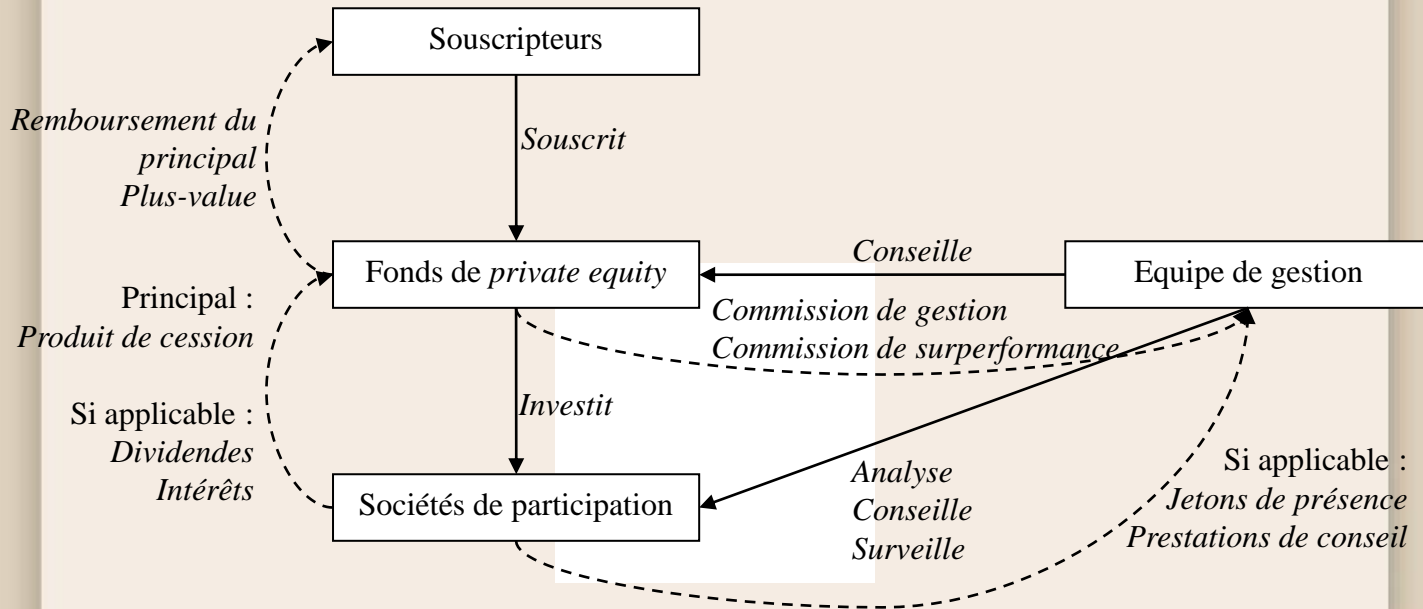 Souscripteurs
Remboursement du
principal
Plus-value
Souscrit
Fonds de private equity
Conseille
Equipe de gestion
Principal :
Produit de cession
Commission de gestion
Commission de surperformance
Investit
Si applicable :
Dividendes
Intérêts
Sociétés de participation
Analyse
Conseille
Surveille
Si applicable :
Jetons de présence
Prestations de conseil